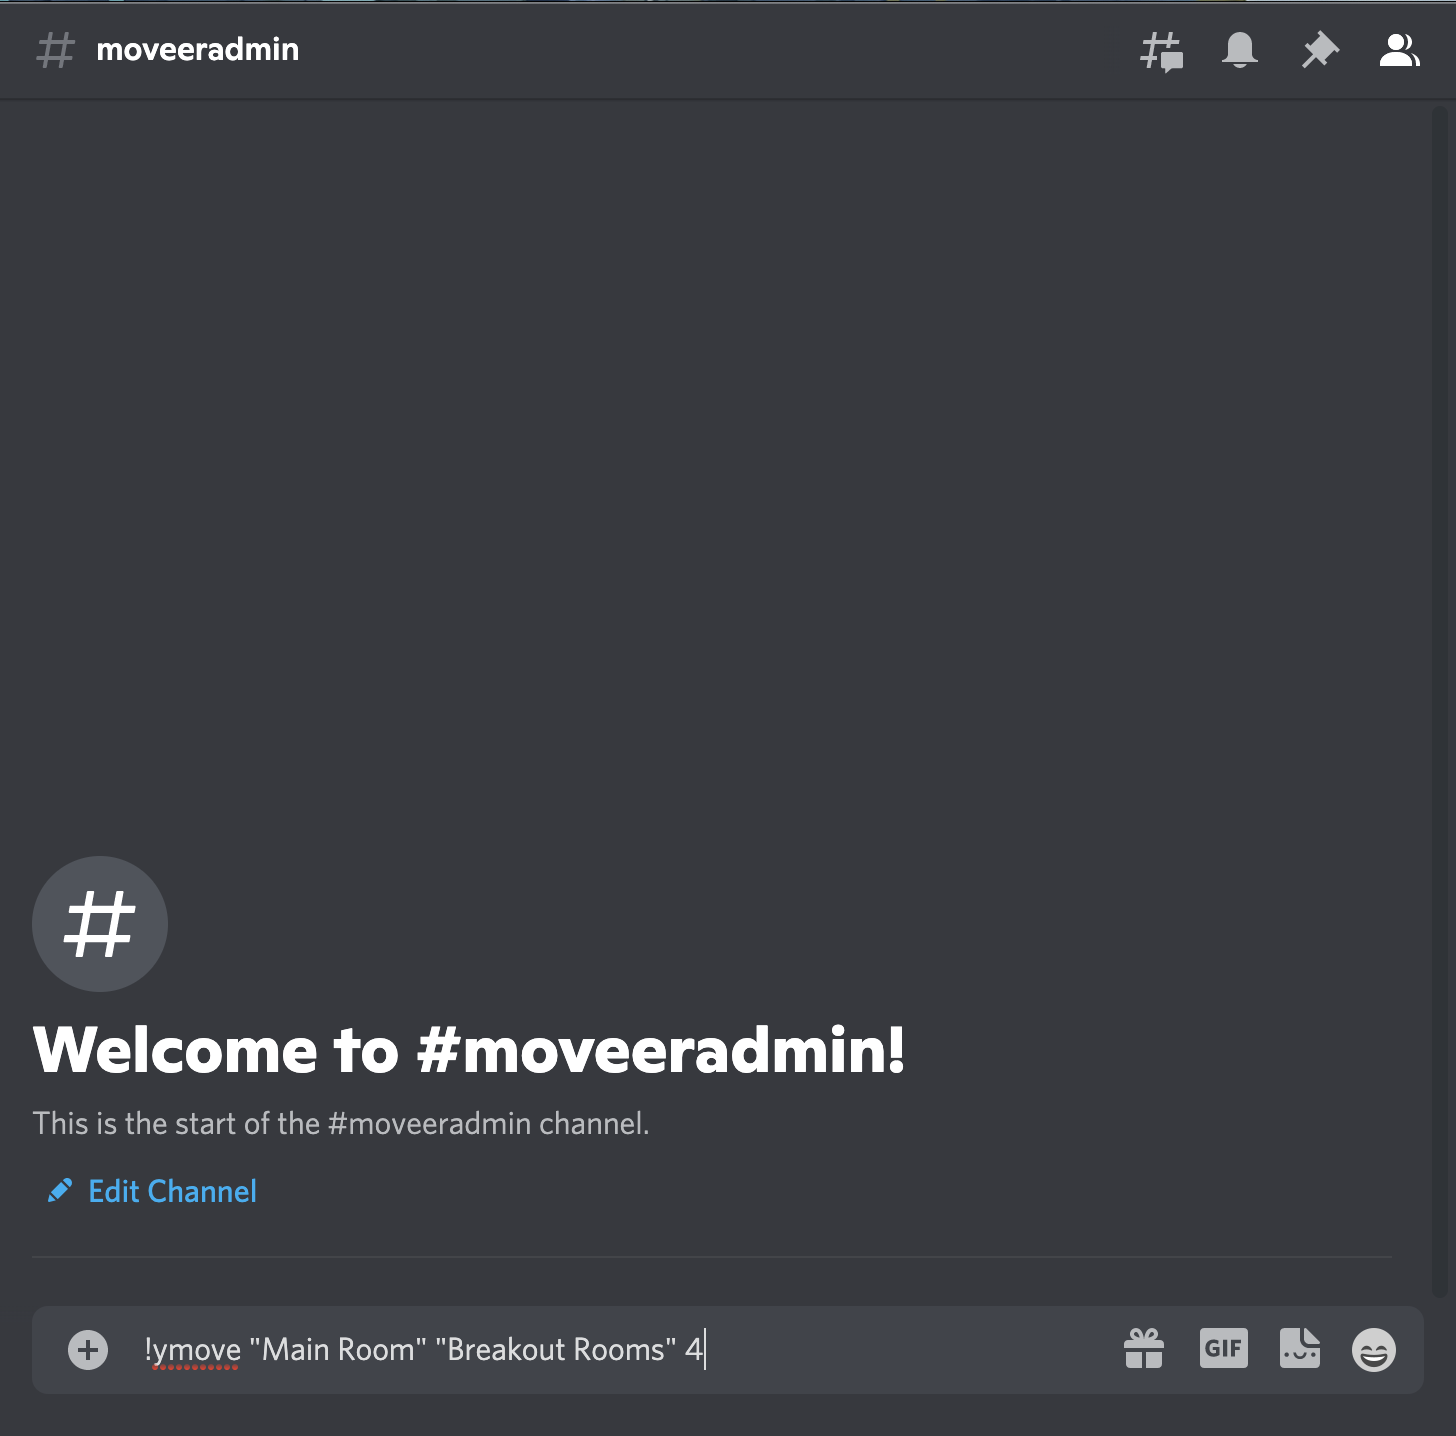 moveeradmin
Welcome to #moveeradmin!
This is the start of the #moveeradmin channel.
Edit Channel
!ymove "Main Room" "Breakout Rooms" 4
GIF